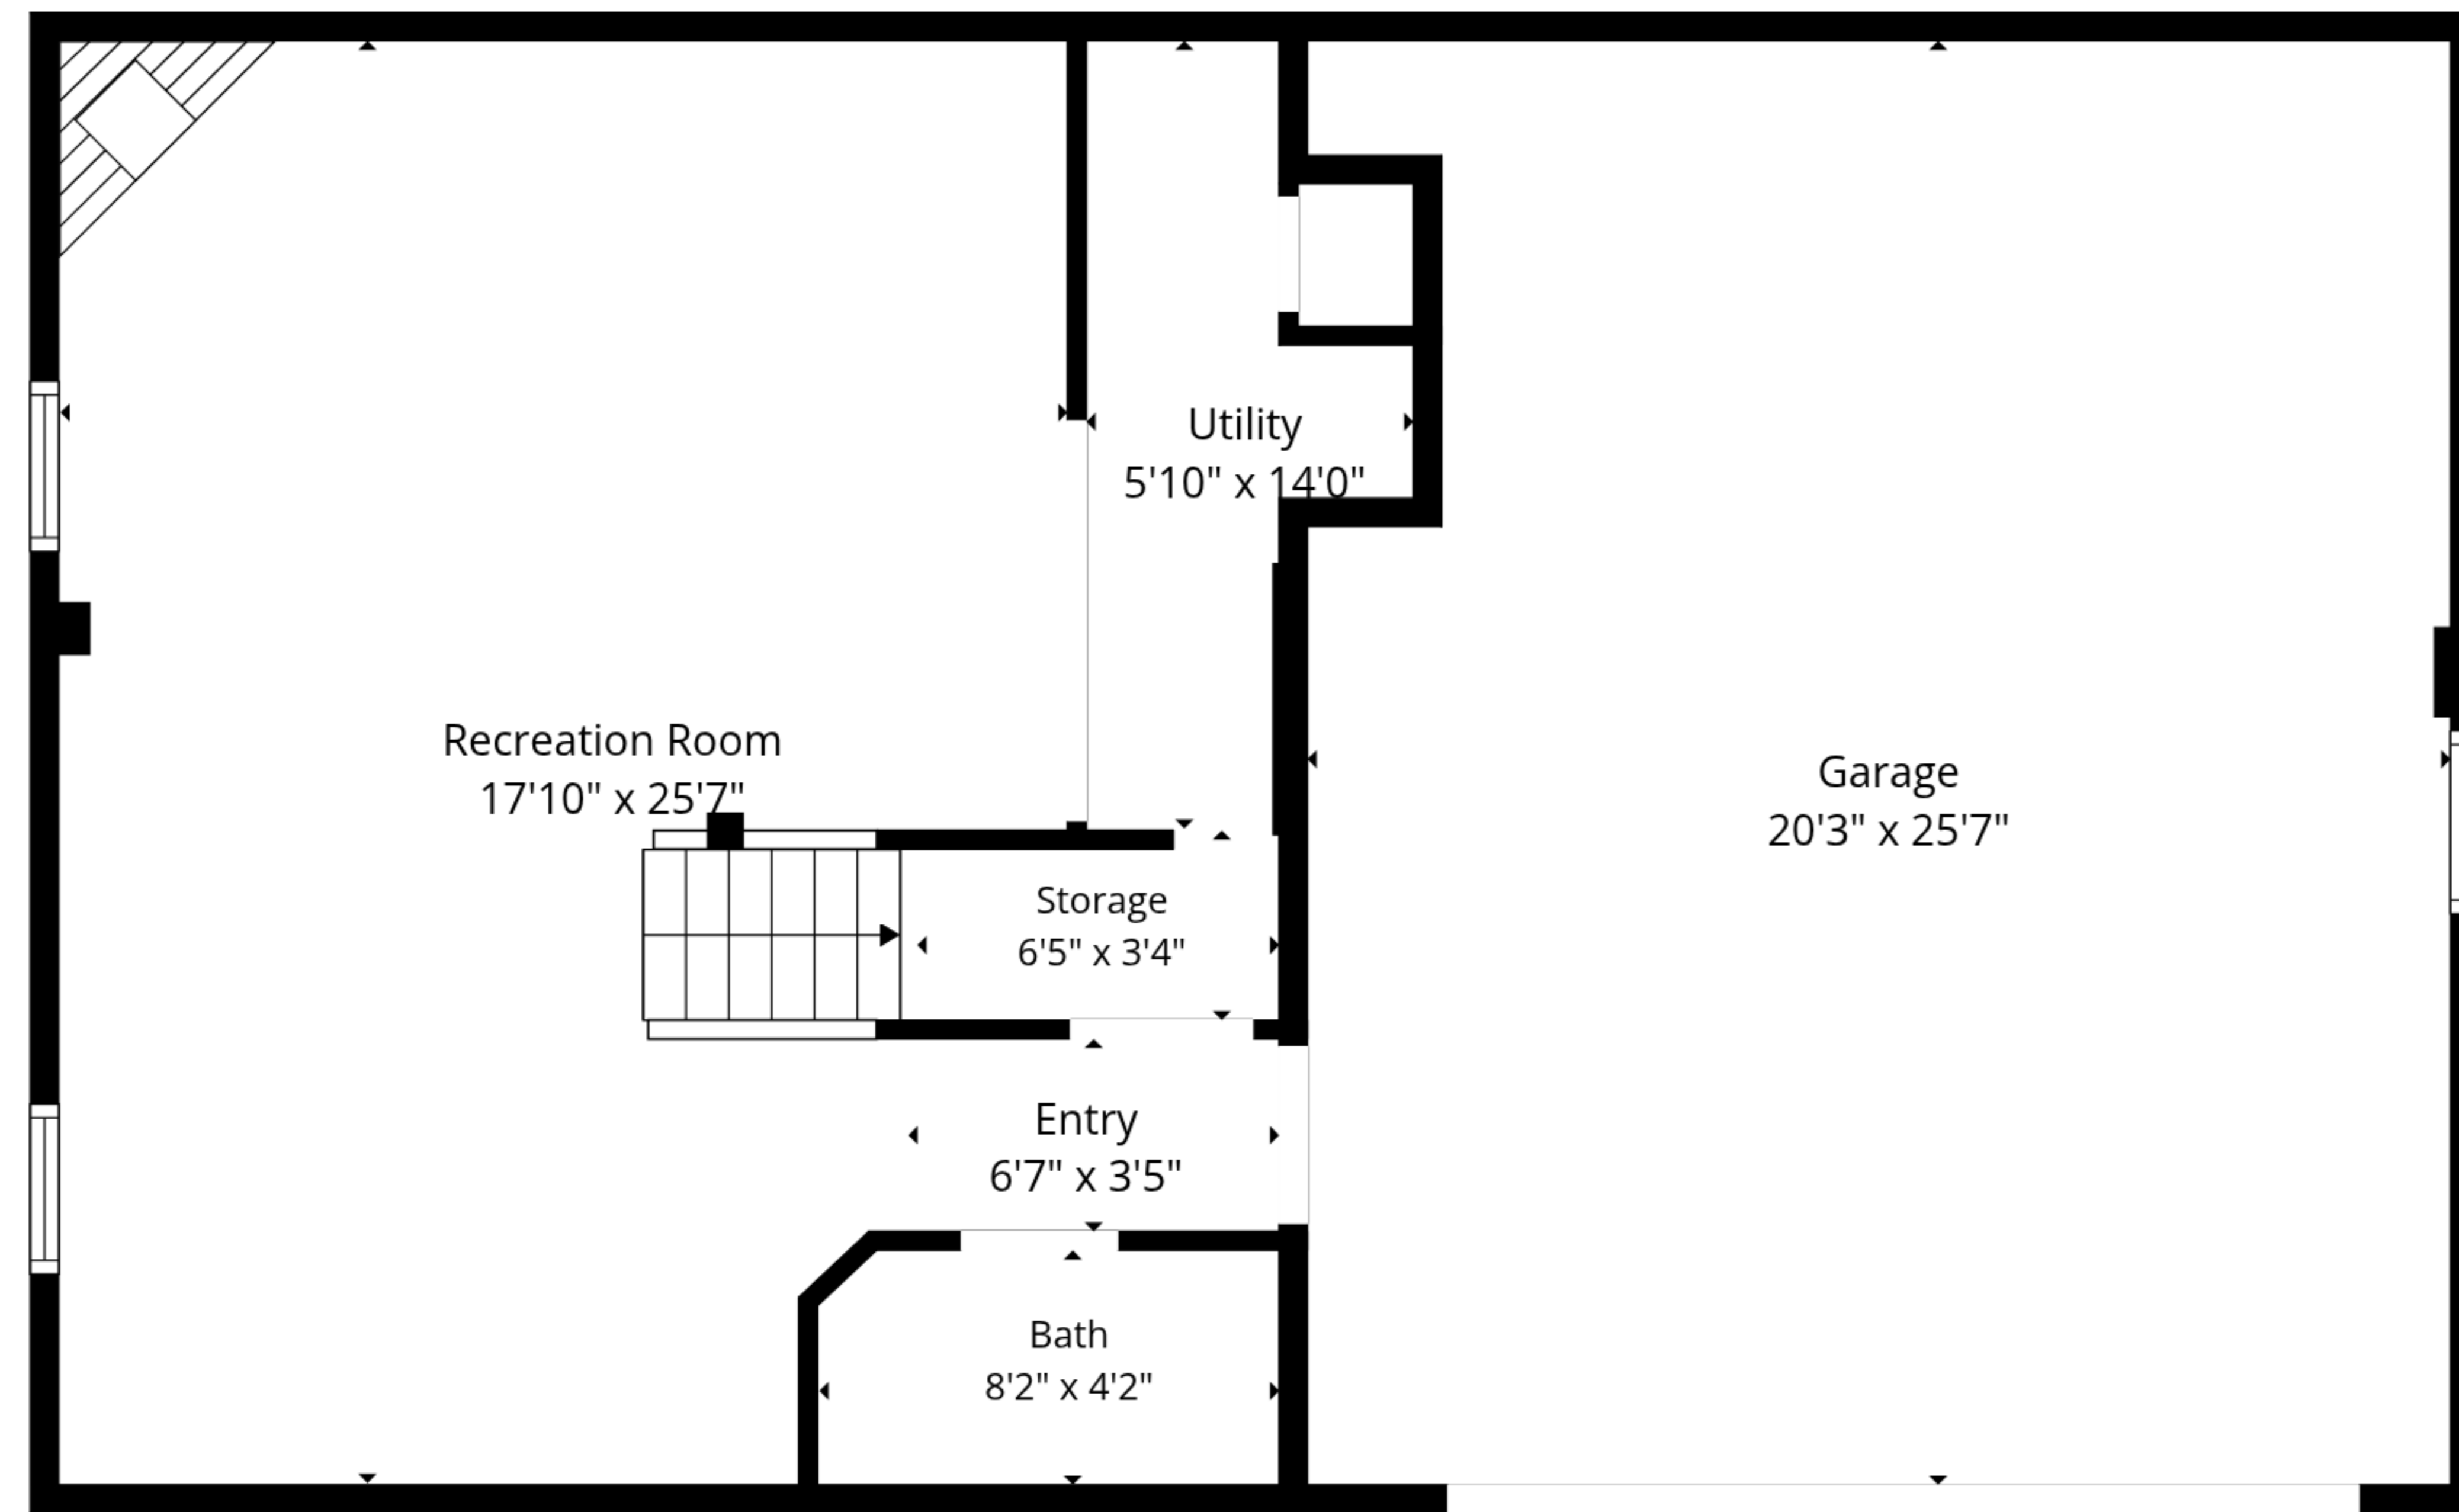 Utility
5'10" x 14'0"
Recreation Room
17'10" x 25'7"
Garage
20'3" x 25'7"
Storage
6'5" x 3'4"
Entry
6'7" x 3'5"
Bath
8'2" x 4'2"